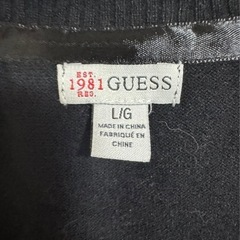 EST.
1981 GUESS
REG.
L/G
MADE IN CHINA
FABRIQUÉ EN
CHINE